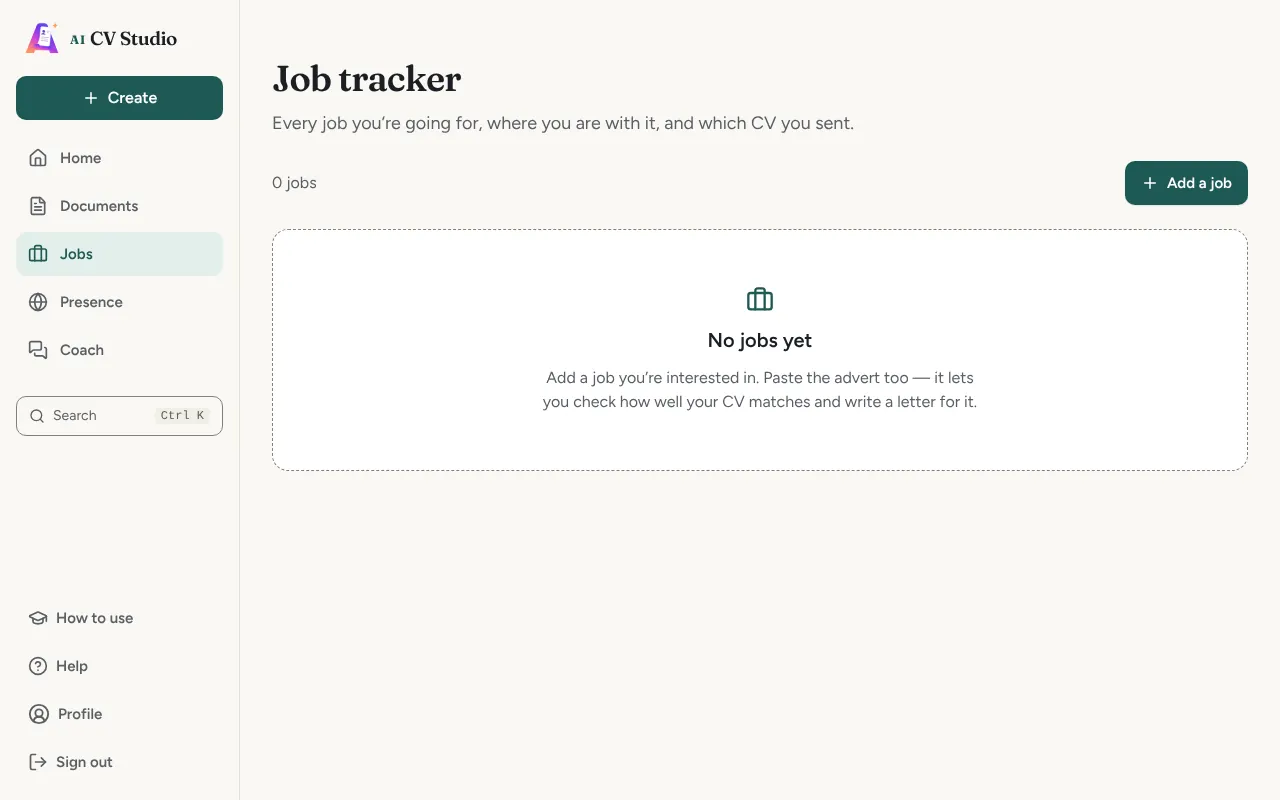 AI CV Studio
Create
Home
Documents
Jobs
Presence
Coach
Search Ctrl K
How to use
Help
Profile
Sign out
Job tracker
Every job you’re going for, where you are with it, and which CV you sent.
0 jobs
Add a job
No jobs yet
Add a job you’re interested in. Paste the advert too — it lets
you check how well your CV matches and write a letter for it.